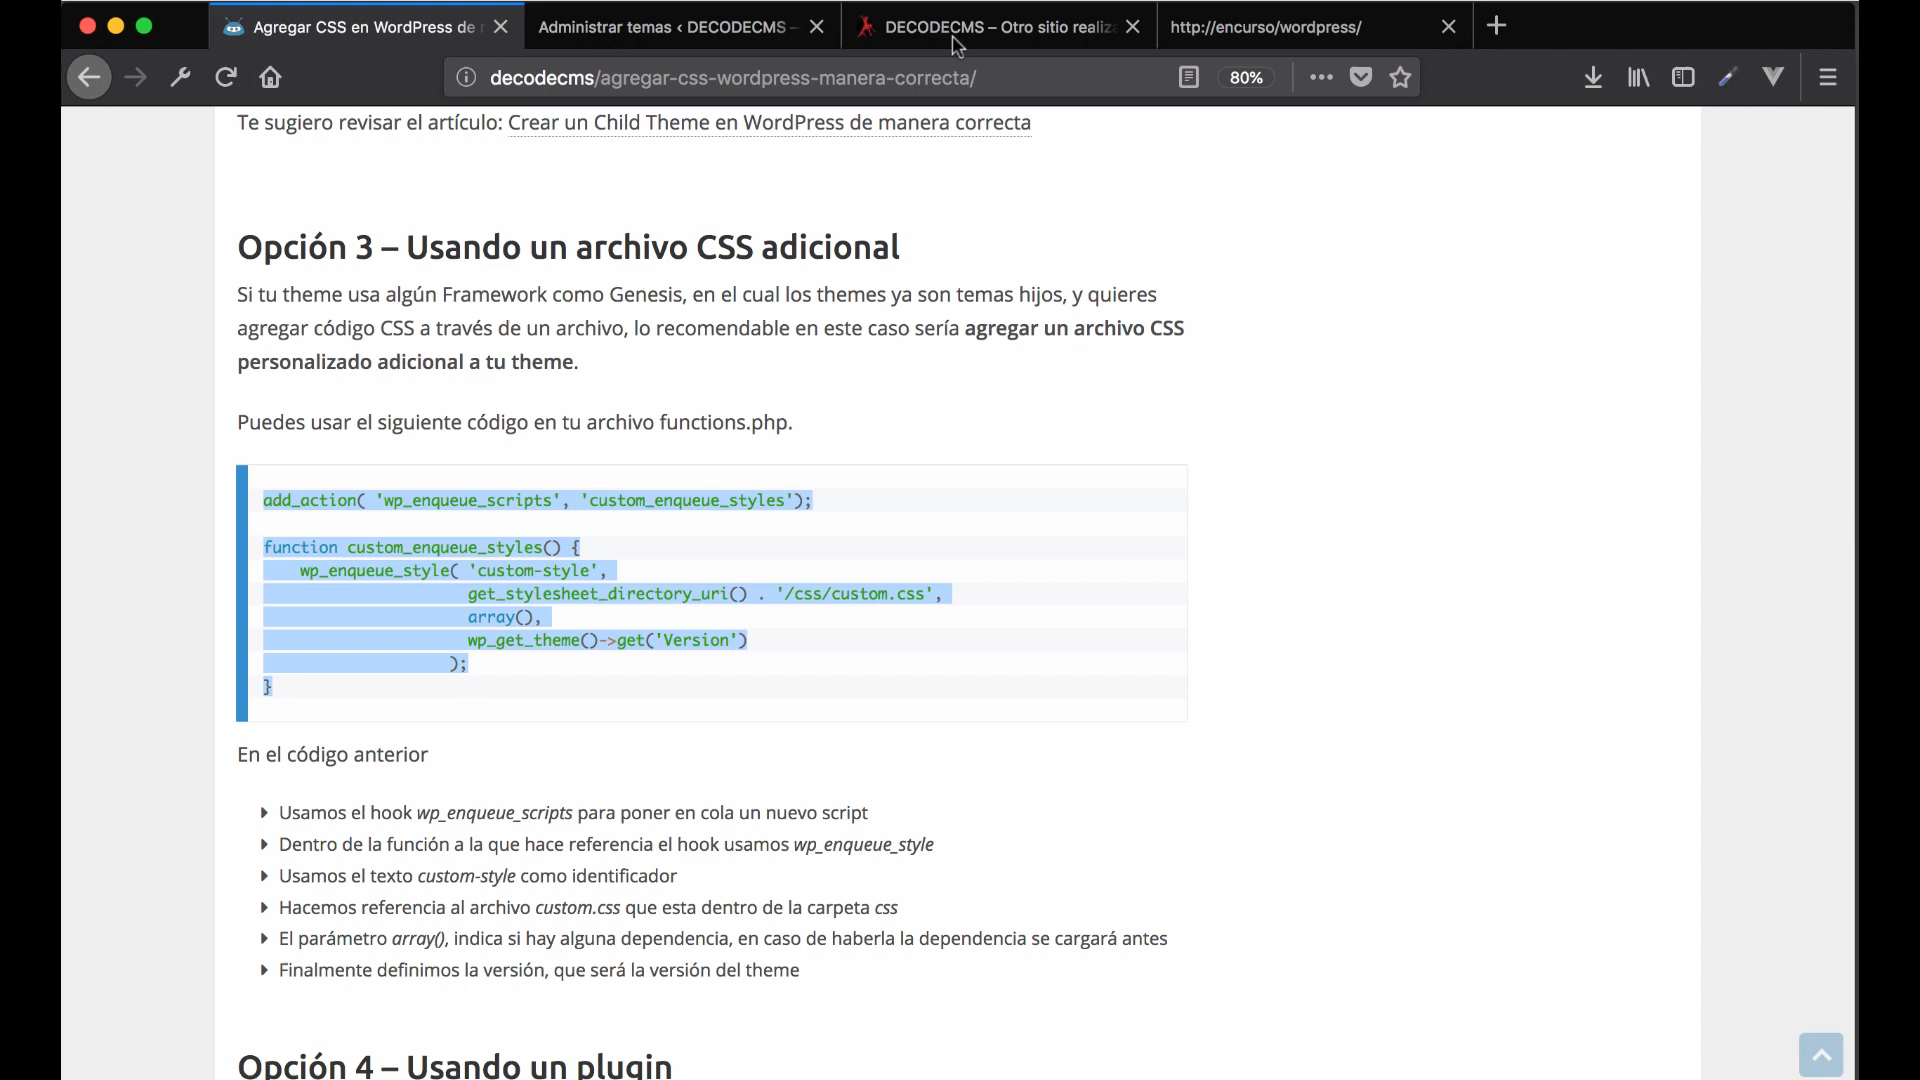 Agregar CSS en WordPress de
Administrar temas ‹ DECODECMS —
DECODECMS – Otro sitio realiza
http://encurso/wordpress/
decodecms/agregar-css-wordpress-manera-correcta/
80%
Te sugiero revisar el artículo: Crear un Child Theme en WordPress de manera correcta
Opción 3 – Usando un archivo CSS adicional
Si tu theme usa algún Framework como Genesis, en el cual los themes ya son temas hijos, y quieres
agregar código CSS a través de un archivo, lo recomendable en este caso sería agregar un archivo CSS
personalizado adicional a tu theme.
Puedes usar el siguiente código en tu archivo functions.php.
add_action( 'wp_enqueue_scripts', 'custom_enqueue_styles');
function custom_enqueue_styles() {
wp_enqueue_style( 'custom-style',
get_stylesheet_directory_uri() . '/css/custom.css',
array(),
wp_get_theme()->get('Version')
);
}
En el código anterior
Usamos el hook wp_enqueue_scripts para poner en cola un nuevo script
Dentro de la función a la que hace referencia el hook usamos wp_enqueue_style
Usamos el texto custom-style como identificador
Hacemos referencia al archivo custom.css que esta dentro de la carpeta css
El parámetro array(), indica si hay alguna dependencia, en caso de haberla la dependencia se cargará antes
Finalmente definimos la versión, que será la versión del theme
Opción 4 – Usando un plugin